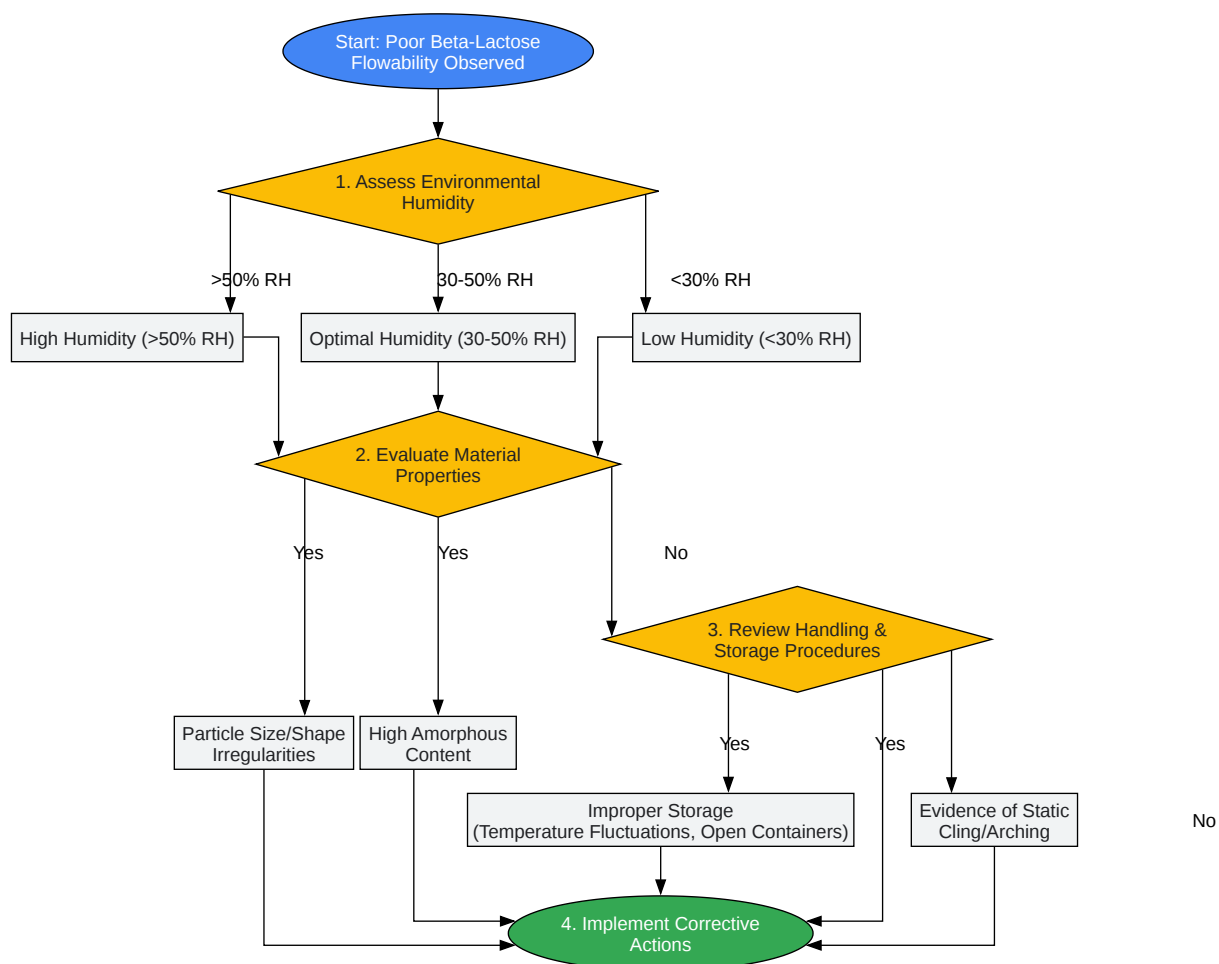 Start: Poor Beta-Lactose
Flowability Observed
1. Assess Environmental
Humidity
>50% RH
30-50% RH
<30% RH
High Humidity (>50% RH)
Optimal Humidity (30-50% RH)
Low Humidity (<30% RH)
2. Evaluate Material
Properties
Yes
Yes
No
3. Review Handling &
Storage Procedures
Particle Size/Shape
Irregularities
High Amorphous
Content
Yes
Yes
Improper Storage
(Temperature Fluctuations, Open Containers)
Evidence of Static
Cling/Arching
No
4. Implement Corrective
Actions